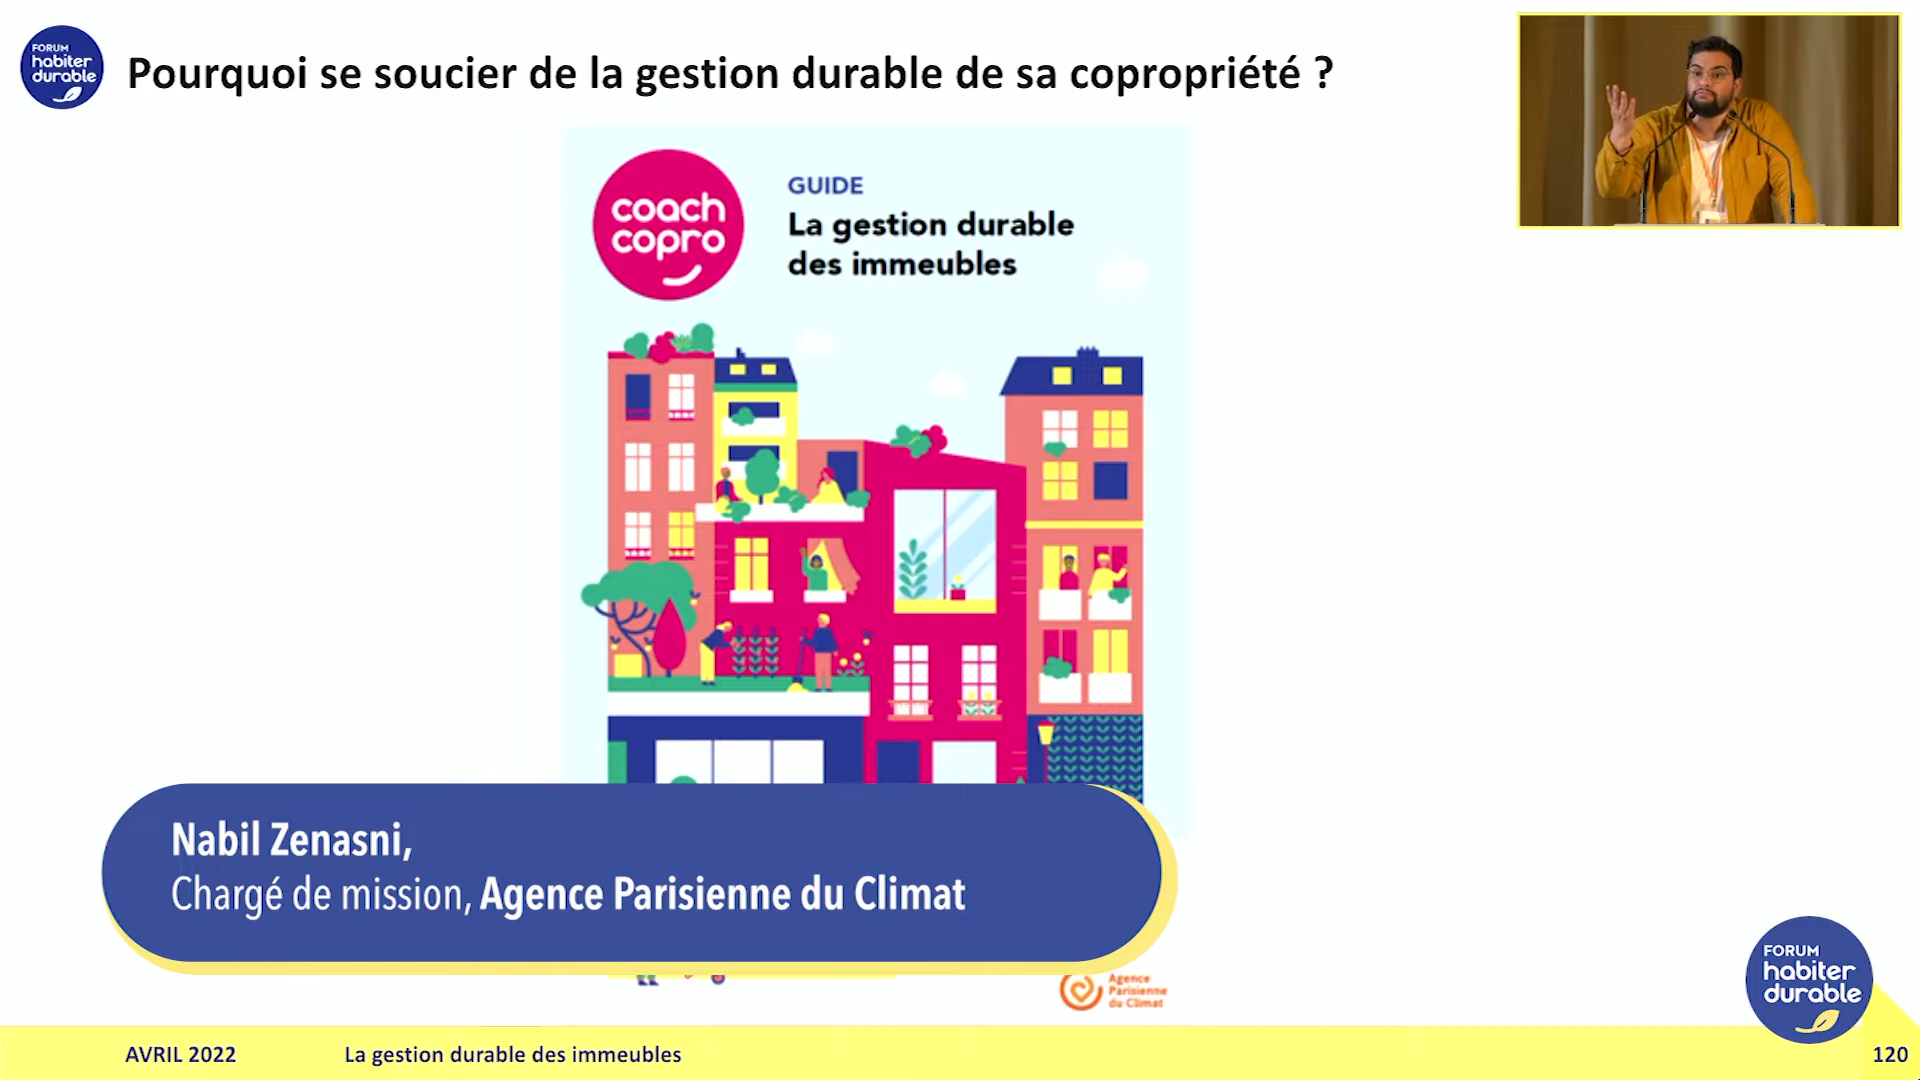 FORUM
habiter
durable
Pourquoi se soucier de la gestion durable de sa copropriété ?
coach
copro
GUIDE
La gestion durable
des immeubles
Nabil Zenasni,
Chargé de mission, Agence Parisienne du Climat
Agence
Parisienne
du Climat
FORUM
habiter
durable
AVRIL 2022
La gestion durable des immeubles
120